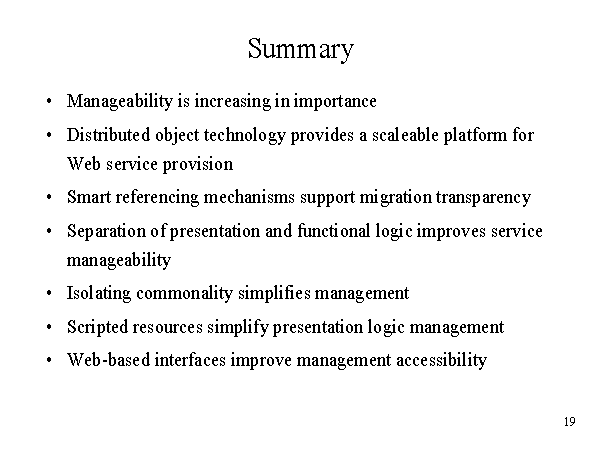 Summary
• Manageability is increasing in importance
• Distributed object technology provides a scaleable platform for
Web service provision
• Smart referencing mechanisms support migration transparency
• Separation of presentation and functional logic improves service
manageability
• Isolating commonality simplifies management
• Scripted resources simplify presentation logic management
• Web-based interfaces improve management accessibility
19